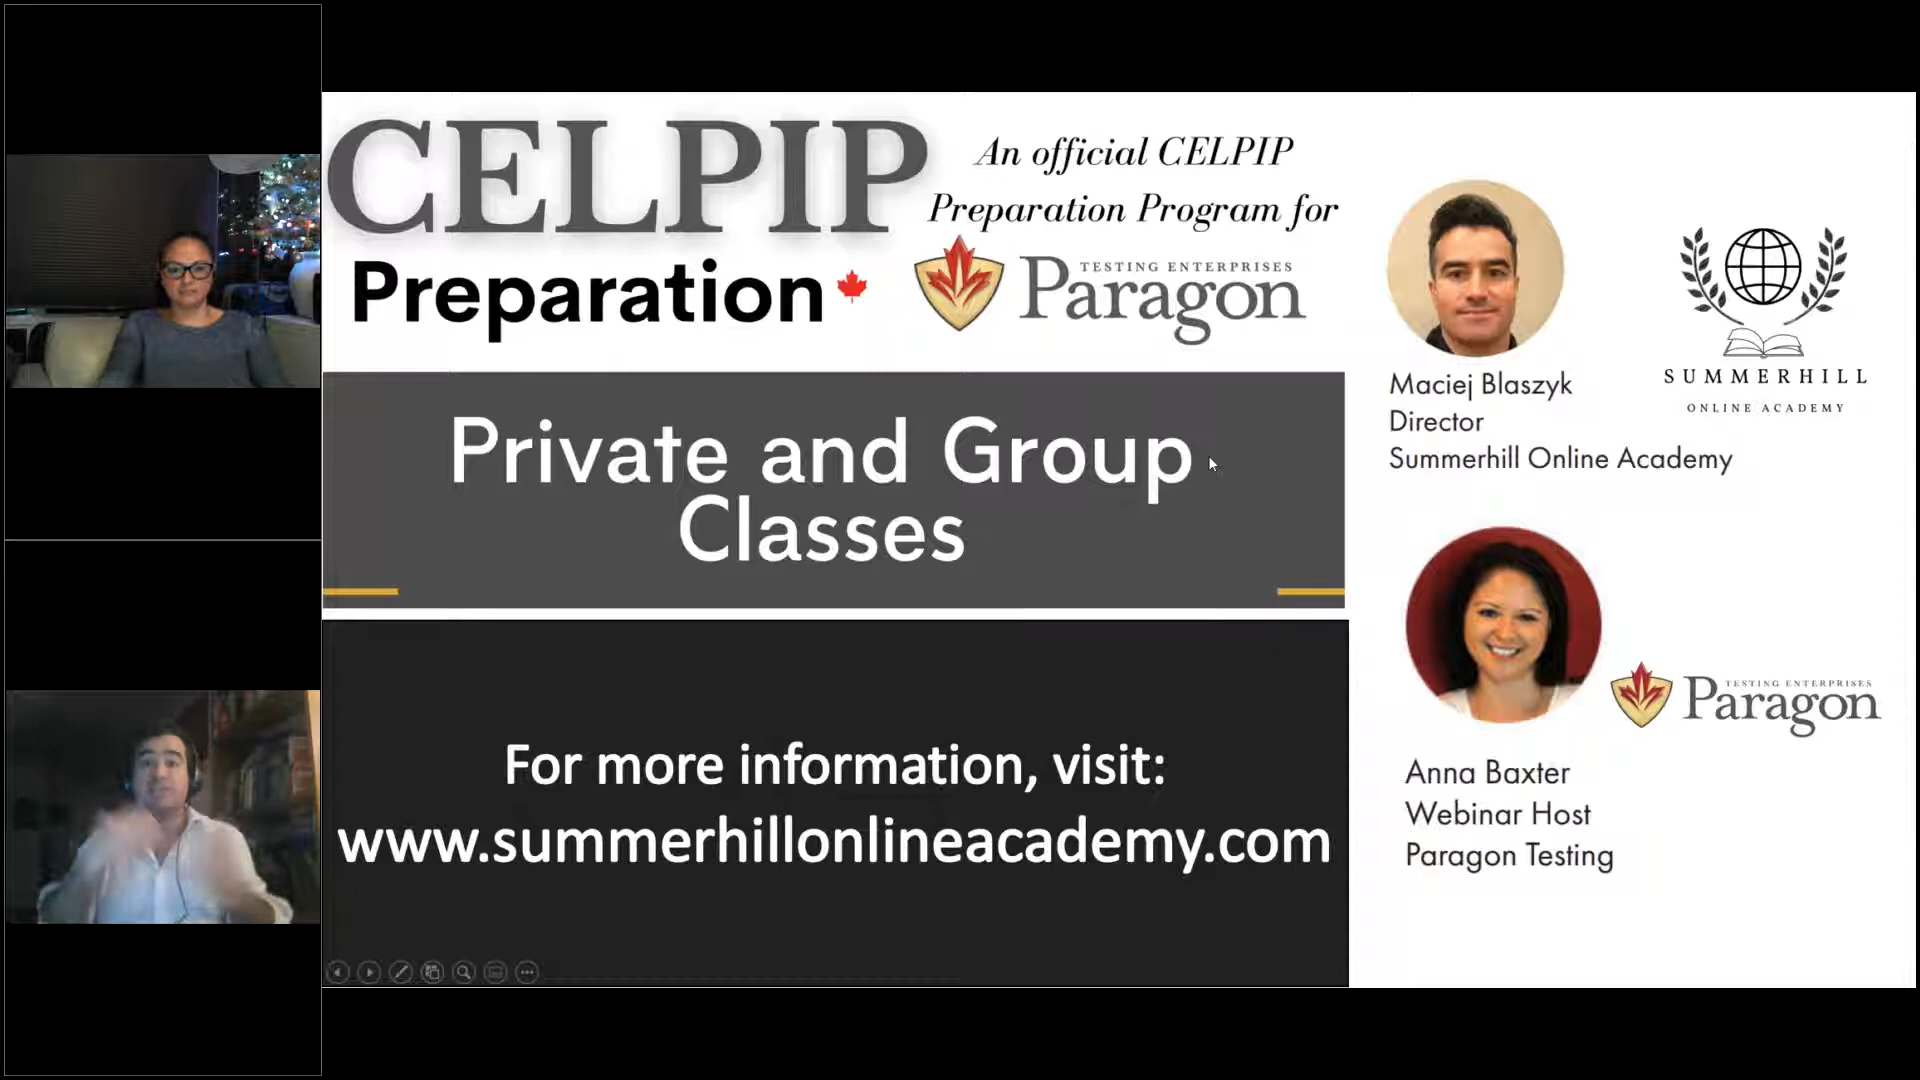 CELPIP
Preparation
An official CELPIP
Preparation Program for
TESTING ENTERPRISES
Paragon
Private and Group
Classes
For more information, visit:
www.summerhillonlineacademy.com
Maciej Blaszyk
Director
Summerhill Online Academy
SUMMERHILL
ONLINE ACADEMY
TESTING ENTERPRISES
Paragon
Anna Baxter
Webinar Host
Paragon Testing